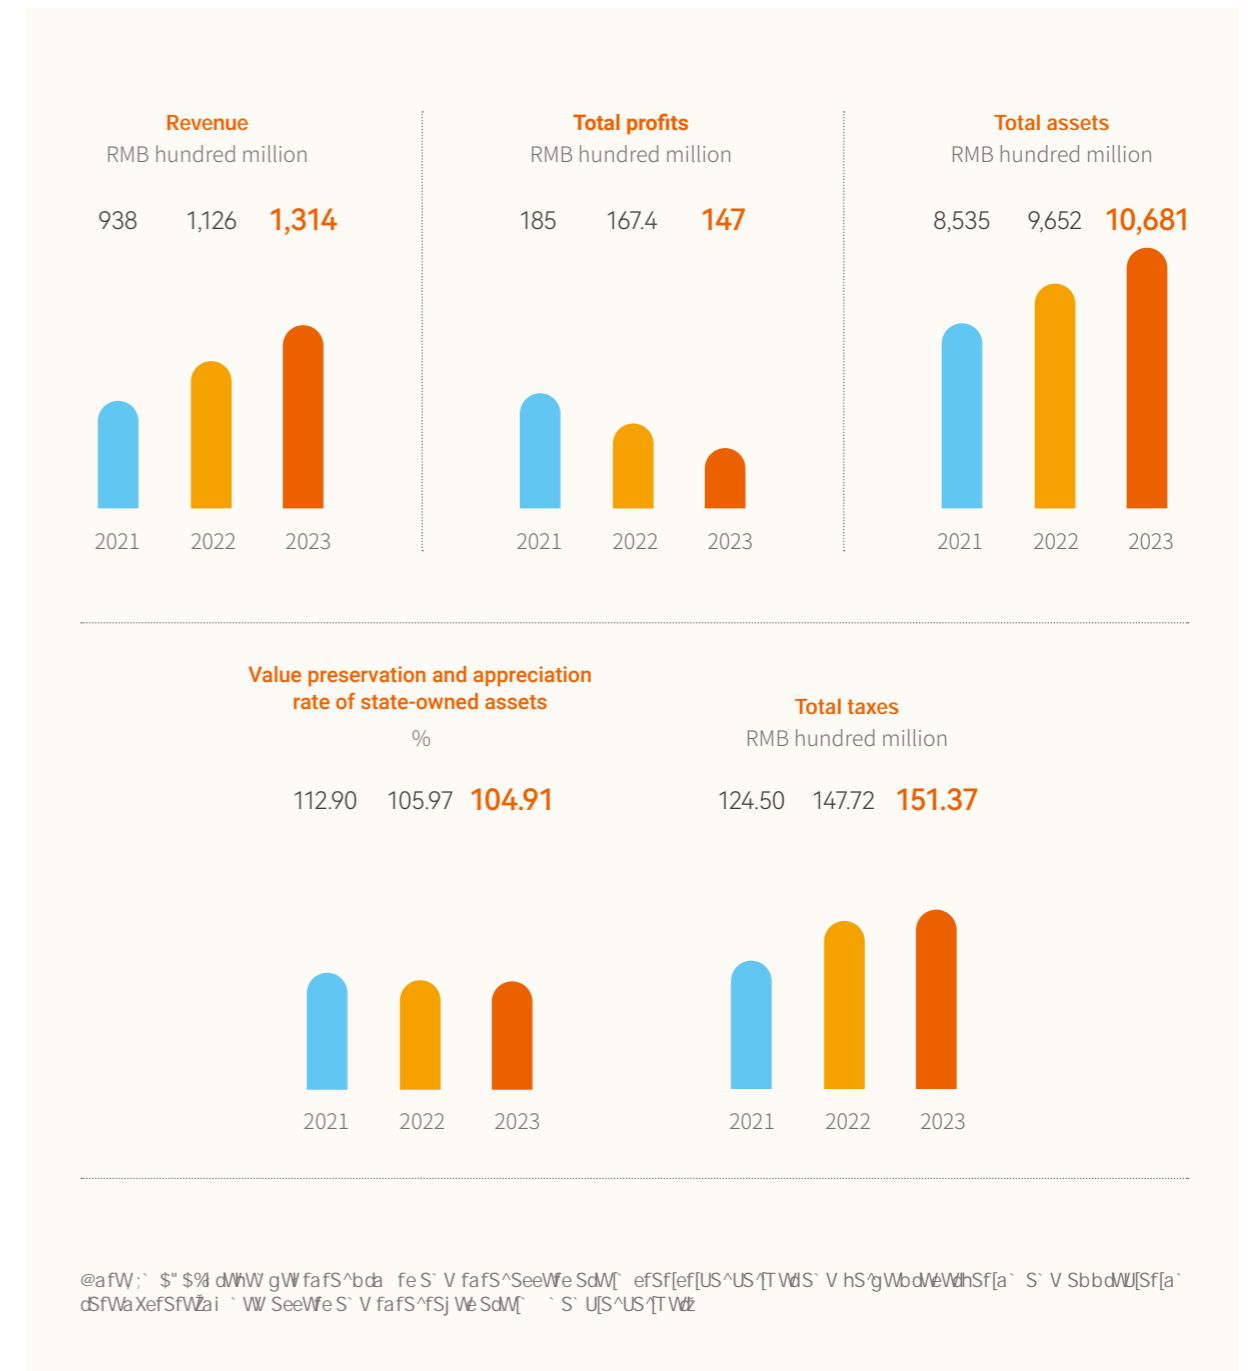 Revenue
RMB hundred million
938 1,126 1,314
2021 2022 2023
Total profits
RMB hundred million
185 167.4 147
2021 2022 2023
Total assets
RMB hundred million
8,535 9,652 10,681
2021 2022 2023
Value preservation and appreciation
rate of state-owned assets
%
112.90 105.97 104.91
2021 2022 2023
Total taxes
RMB hundred million
124.50 147.72 151.37
2021 2022 2023